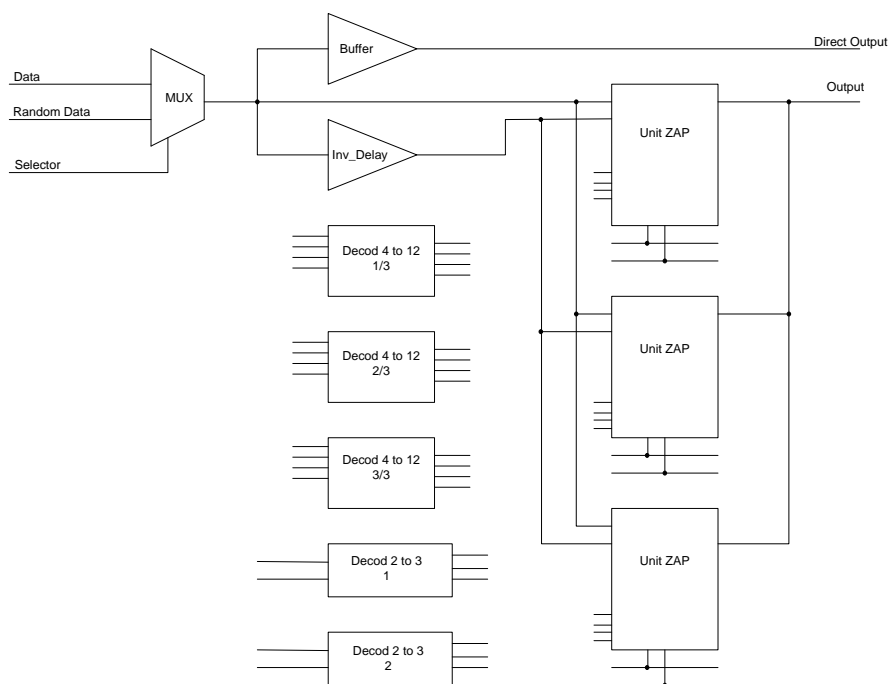 Direct Output
Buffer
Data
MUX
Output
Random Data
Unit ZAP
Inv_Delay
Selector
Decod 4 to 12
1/3
Decod 4 to 12
2/3
Unit ZAP
Decod 4 to 12
3/3
Decod 2 to 3
1
Unit ZAP
Decod 2 to 3
2